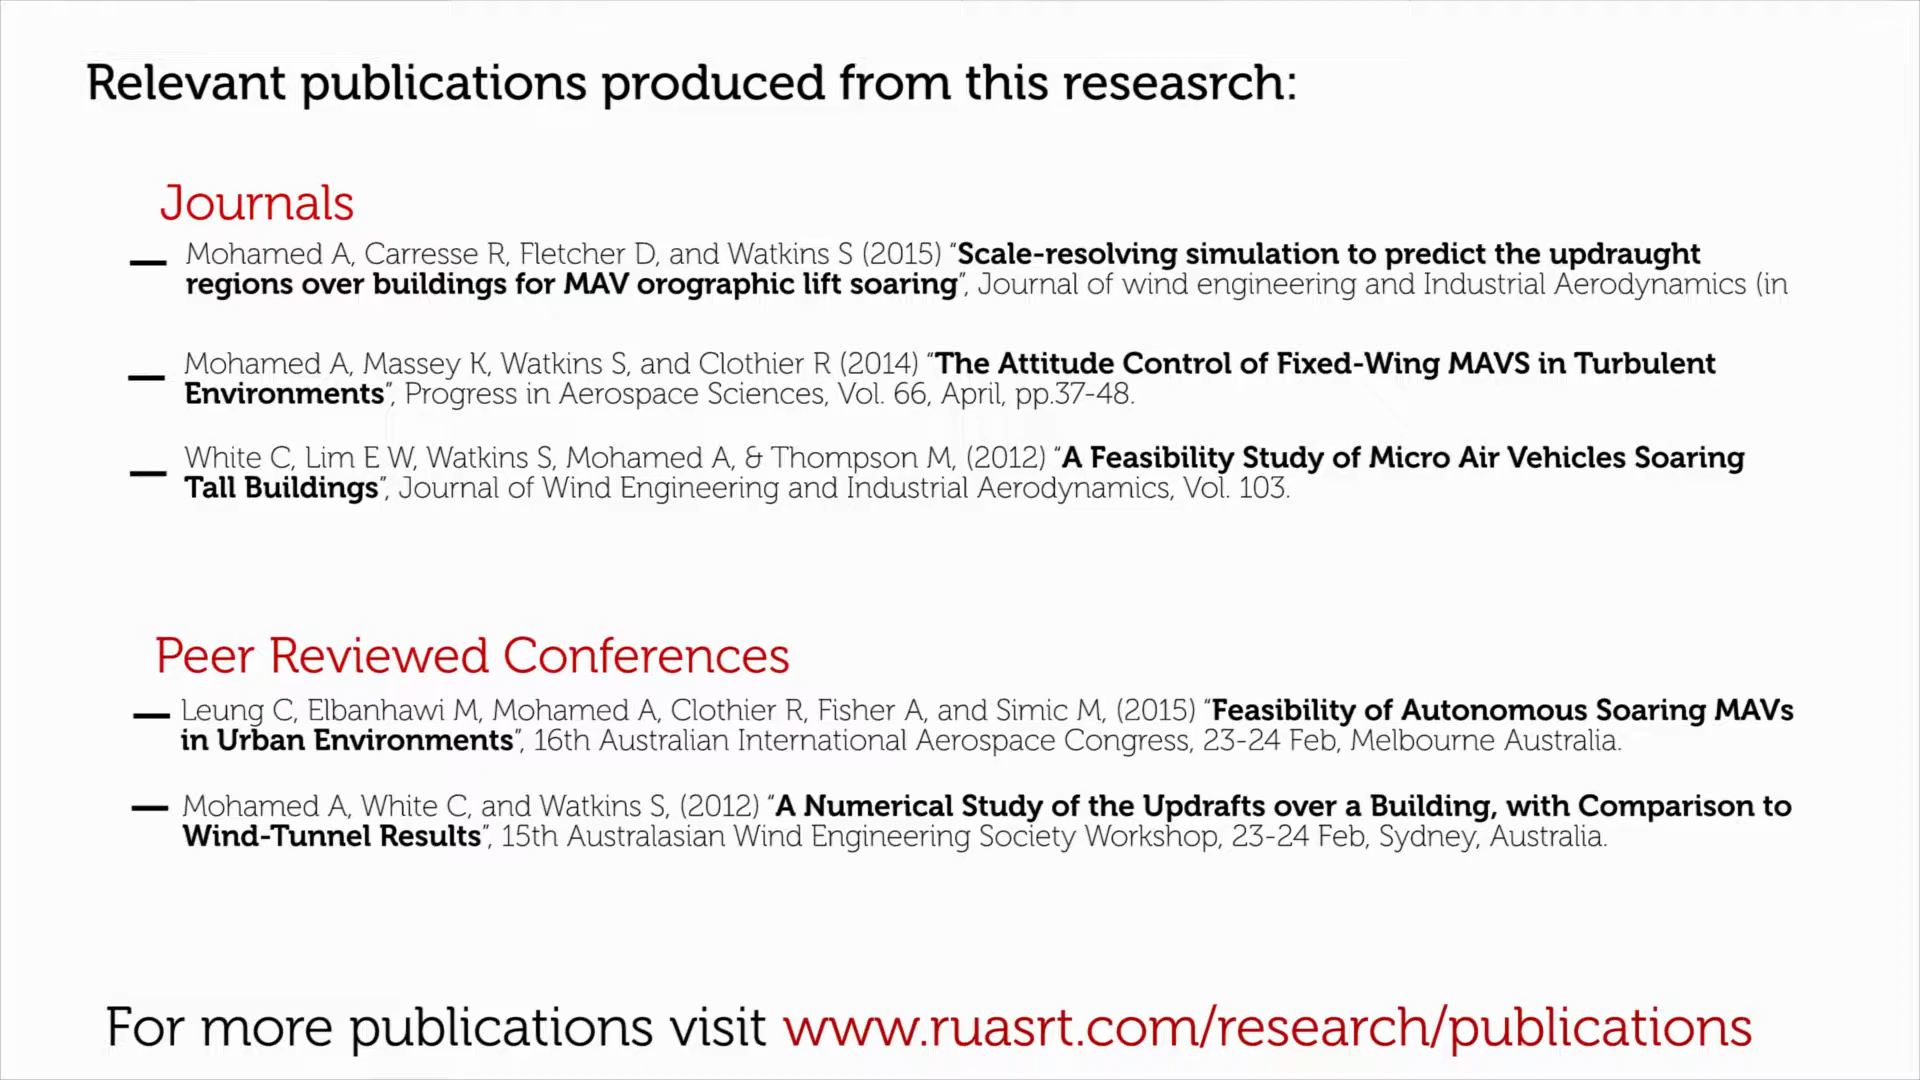 Relevant publications produced from this reseasrch:
Journals
Mohamed A, Carresse R, Fletcher D, and Watkins S (2015) “Scale-resolving simulation to predict the updraught
regions over buildings for MAV orographic lift soaring”, Journal of wind engineering and Industrial Aerodynamics (in
Mohamed A, Massey K, Watkins S, and Clothier R (2014) “The Attitude Control of Fixed-Wing MAVS in Turbulent
Environments”, Progress in Aerospace Sciences, Vol. 66, April, pp.37-48.
White C, Lim E W, Watkins S, Mohamed A, & Thompson M, (2012) “A Feasibility Study of Micro Air Vehicles Soaring
Tall Buildings”, Journal of Wind Engineering and Industrial Aerodynamics, Vol. 103.
Peer Reviewed Conferences
Leung C, Elbanhawi M, Mohamed A, Clothier R, Fisher A, and Simic M, (2015) “Feasibility of Autonomous Soaring MAVs
in Urban Environments”, 16th Australian International Aerospace Congress, 23-24 Feb, Melbourne Australia.
Mohamed A, White C, and Watkins S, (2012) “A Numerical Study of the Updrafts over a Building, with Comparison to
Wind-Tunnel Results”, 15th Australasian Wind Engineering Society Workshop, 23-24 Feb, Sydney, Australia.
For more publications visit www.ruasrt.com/research/publications